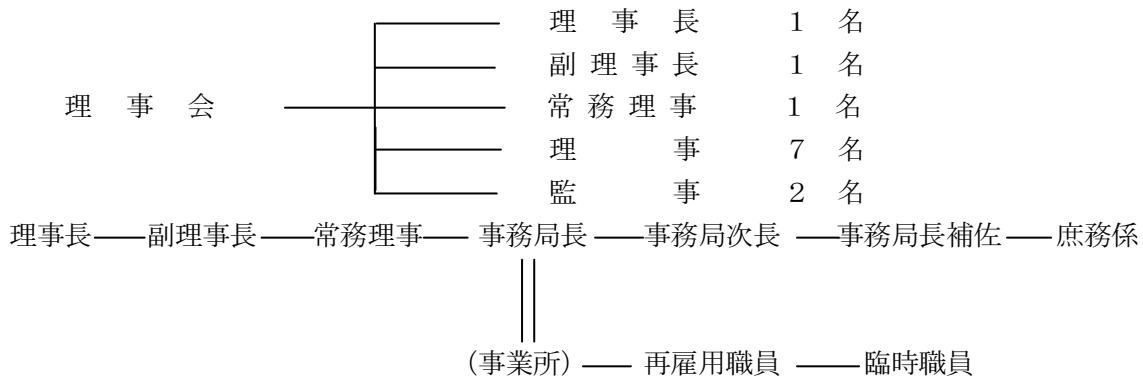 理事長 1名
副理事長 1名
理事会 常務理事 1名
理事 7名
監事 2名
理事長 副理事長 常務理事 事務局長 事務局次長 事務局長補佐 庶務係
(事業所) 再雇用職員 臨時職員